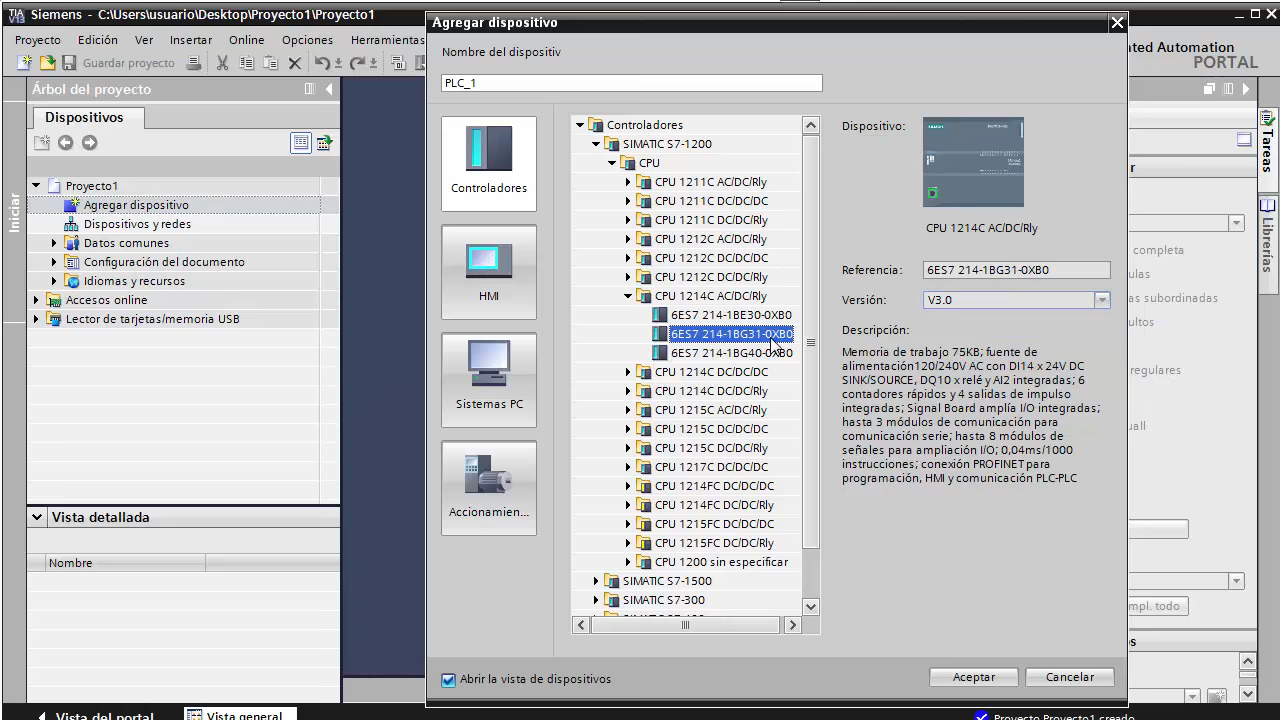 TIA
V13
Siemens - C:\Users\usuario\Desktop\Proyecto1\Proyecto1
Proyecto Edición Ver Insertar Online Opciones Herramientas
Guardar proyecto
ated Automation
PORTAL
Árbol del proyecto
Dispositivos
Iniciar
Proyecto1
Agregar dispositivo
Dispositivos y redes
Datos comunes
Configuración del documento
Idiomas y recursos
Accesos online
Lector de tarjetas/memoria USB
Vista detallada
Nombre
Vista del portal
Vista general
Agregar dispositivo
Nombre del dispositiv
PLC_1
Controladores
HMI
Sistemas PC
Accionamien...
Controladores
SIMATIC S7-1200
CPU
CPU 1211C AC/DC/Rly
CPU 1211C DC/DC/DC
CPU 1211C DC/DC/Rly
CPU 1212C AC/DC/Rly
CPU 1212C DC/DC/DC
CPU 1212C DC/DC/Rly
CPU 1214C AC/DC/Rly
6ES7 214-1BE30-0XB0
6ES7 214-1BG31-0XB0
6ES7 214-1BG40-0XB0
CPU 1214C DC/DC/DC
CPU 1214C DC/DC/Rly
CPU 1215C AC/DC/Rly
CPU 1215C DC/DC/DC
CPU 1215C DC/DC/Rly
CPU 1217C DC/DC/DC
CPU 1214FC DC/DC/DC
CPU 1214FC DC/DC/Rly
CPU 1215FC DC/DC/DC
CPU 1215FC DC/DC/Rly
CPU 1200 sin especificar
SIMATIC S7-1500
SIMATIC S7-300
Dispositivo:
CPU 1214C AC/DC/Rly
Referencia: 6ES7 214-1BG31-0XB0
Versión: V3.0
Descripción:
Memoria de trabajo 75KB; fuente de
alimentación120/240V AC con DI14 x 24V DC
SINK/SOURCE, DQ10 x relé y AI2 integradas; 6
contadores rápidos y 4 salidas de impulso
integradas; Signal Board amplía I/O integradas;
hasta 3 módulos de comunicación para
comunicación serie; hasta 8 módulos de
señales para ampliación I/O; 0,04ms/1000
instrucciones; conexión PROFINET para
programación, HMI y comunicación PLC-PLC
Abrir la vista de dispositivos
Aceptar Cancelar
r
completa
ulas
subordinadas
ltos
regulares
uall
mpl. todo
os
Tareas
Librerías
Proyecto Proyecto1 creado